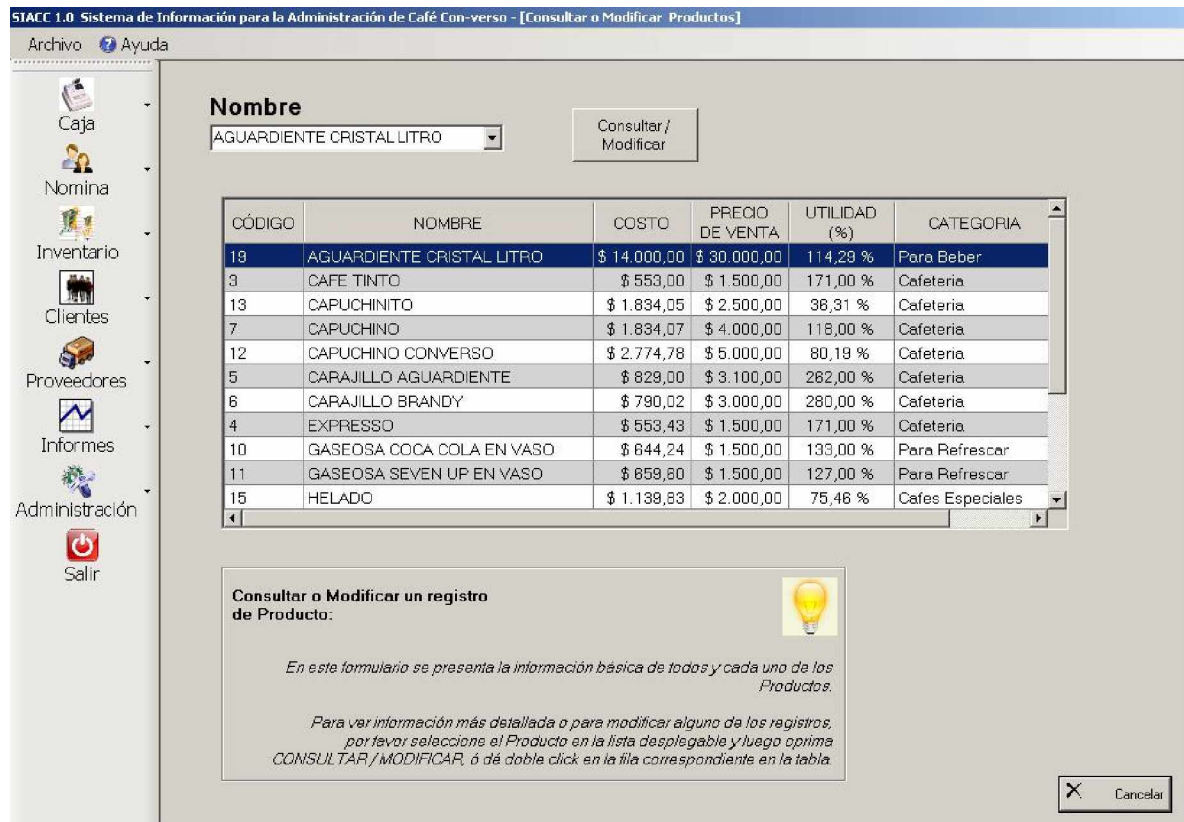 SIACC 1.0 Sistema de Información para la Administración de Café Con-verso - [Consultar o Modificar Productos]
Archivo Ayuda
Caja
Nomina
Inventario
Clientes
Proveedores
Informes
Administración
Salir
Nombre
AGUARDIENTE CRISTAL LITRO
Consultar /
Modificar
CÓDIGO NOMBRE COSTO PRECIO DE VENTA UTILIDAD (%) CATEGORIA
19 AGUARDIENTE CRISTAL LITRO $ 14.000,00 $ 30.000,00 114,29 % Para Beber
3 CAFE TINTO $ 553,00 $ 1.500,00 171,00 % Cafeteria
13 CAPUCHINITO $ 1.834,05 $ 2.500,00 36,31 % Cafeteria
7 CAPUCHINO $ 1.834,07 $ 4.000,00 118,00 % Cafeteria
12 CAPUCHINO CONVERSO $ 2.774,78 $ 5.000,00 80,19 % Cafeteria
5 CARAJILLO AGUARDIENTE $ 829,00 $ 3.100,00 262,00 % Cafeteria
6 CARAJILLO BRANDY $ 790,02 $ 3.000,00 280,00 % Cafeteria
4 EXPRESSO $ 553,43 $ 1.500,00 171,00 % Cafeteria
10 GASEOSA COCA COLA EN VASO $ 644,24 $ 1.500,00 133,00 % Para Refrescar
11 GASEOSA SEVEN UP EN VASO $ 659,60 $ 1.500,00 127,00 % Para Refrescar
15 HELADO $ 1.139,83 $ 2.000,00 75,46 % Cafes Especiales
Consultar o Modificar un registro
de Producto:
En este formulario se presenta la información básica de todos y cada uno de los
Productos.
Para ver información más detallada o para modificar alguno de los registros,
por favor seleccione el Producto en la lista desplegable y luego oprima
CONSULTAR / MODIFICAR, ó dé doble click en la fila correspondiente en la tabla.
Cancelar